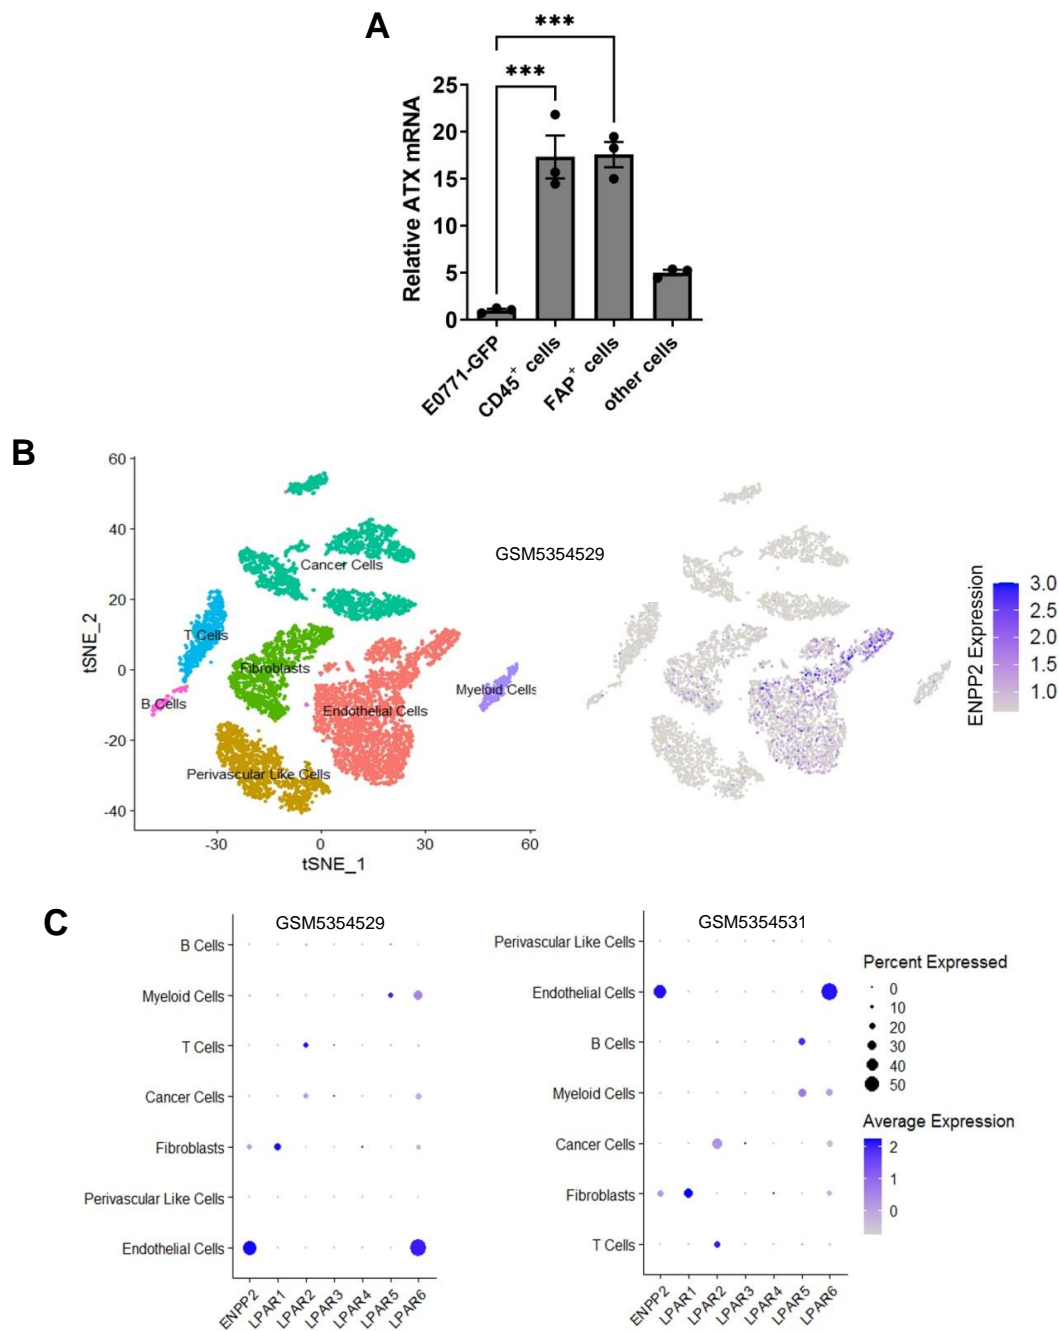 A
***
***
Relative ATX mRNA
25
20
15
10
5
0
E0771-GFP
CD45+ cells
FAP+ cells
other cells
B
60
40
20
0
-20
-40
tSNE_2
-30
0
30
60
tSNE_1
Cancer Cells
T Cells
Fibroblasts
B Cells
Endothelial Cells
Myeloid Cells
Perivascular Like Cells
GSM5354529
ENPP2 Expression
3.0
2.5
2.0
1.5
1.0
C
GSM5354529
B Cells
Myeloid Cells
T Cells
Cancer Cells
Fibroblasts
Perivascular Like Cells
Endothelial Cells
ENPP2
LPAR1
LPAR2
LPAR3
LPAR4
LPAR5
LPAR6
GSM5354531
Perivascular Like Cells
Endothelial Cells
B Cells
Myeloid Cells
Cancer Cells
Fibroblasts
T Cells
ENPP2
LPAR1
LPAR2
LPAR3
LPAR4
LPAR5
LPAR6
Percent Expressed
0
10
20
30
40
50
Average Expression
2
1
0